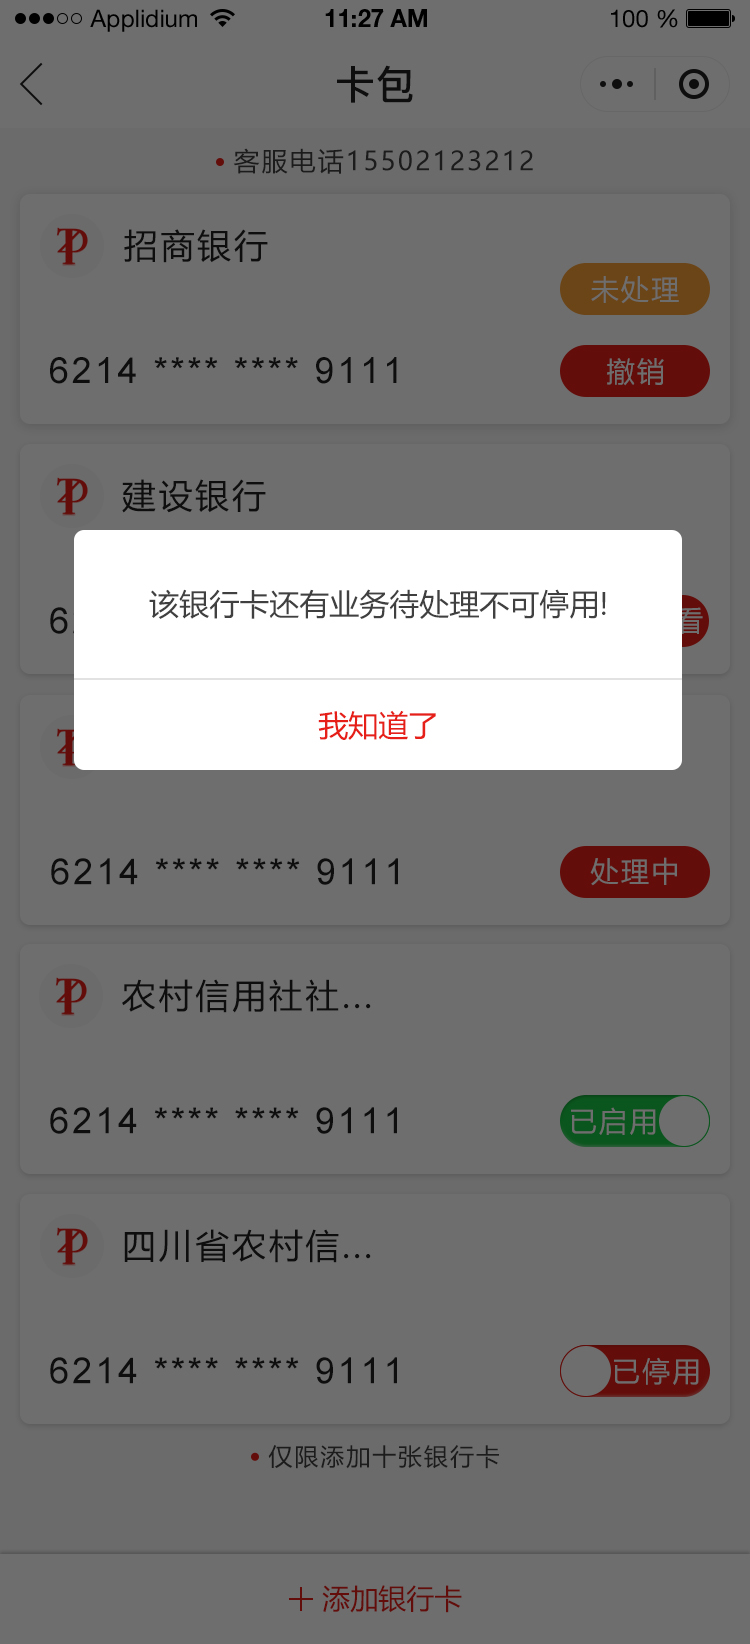 Applidium 11:27 AM 100 %
卡包
客服电话15502123212
招商银行
未处理
6214 **** **** 9111
撤销
建设银行
该银行卡还有业务待处理不可停用!
看
我知道了
6214 **** **** 9111
处理中
农村信用社社...
6214 **** **** 9111
已启用
四川省农村信...
6214 **** **** 9111
已停用
仅限添加十张银行卡
添加银行卡